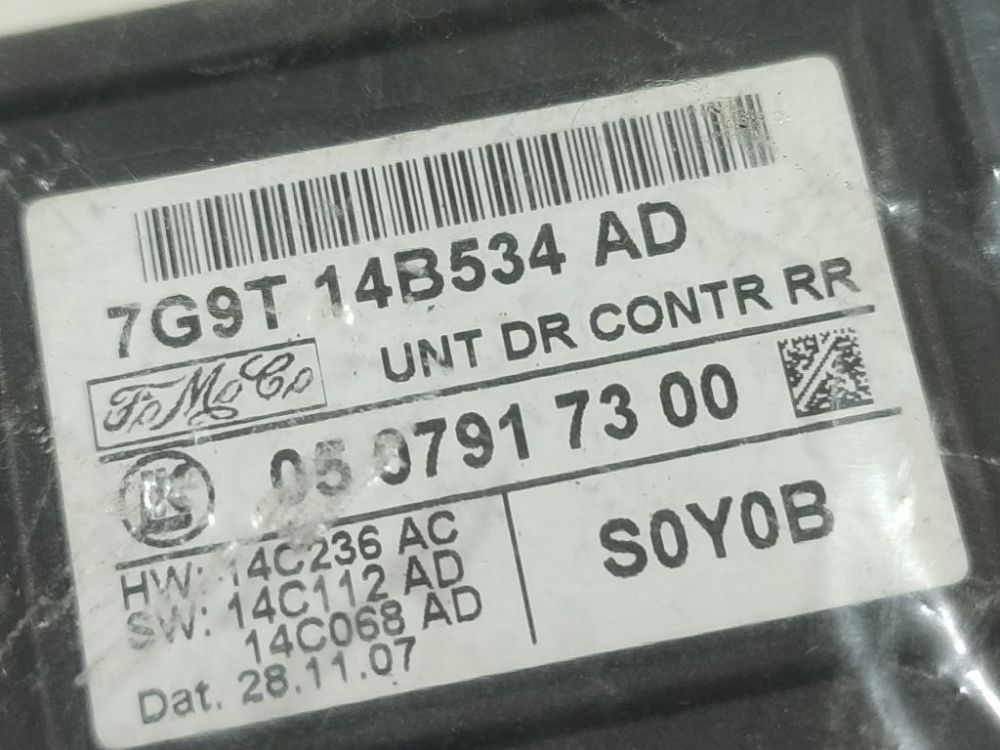 7G9T 14B534 AD
UNT DR CONTR RR
FoMoCo
05 0791 73 00
HW: 14C236 AC
SW: 14C112 AD
14C068 AD
Dat. 28.11.07
S0Y0B